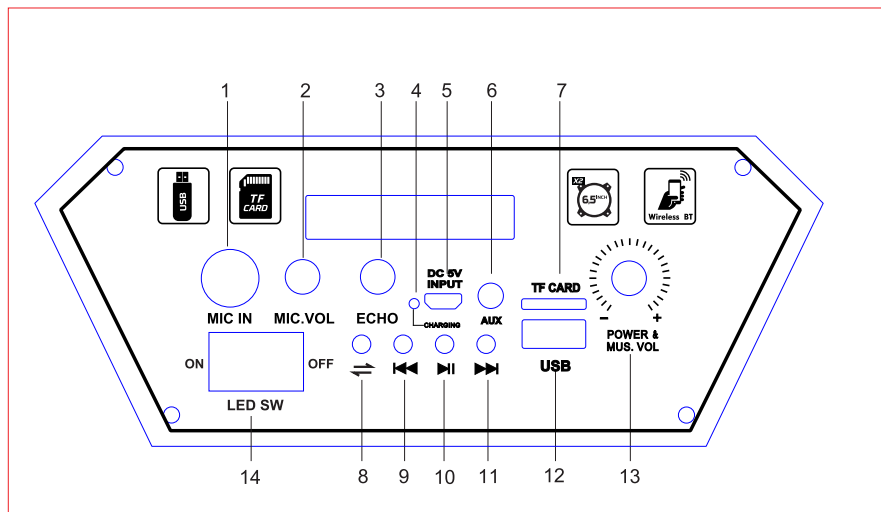 1 2 3 4 5 6 7
USB
TF
CARD
X2
6.5" INCH
Wireless BT
DC 5V
INPUT
TF CARD
MIC IN MIC.VOL ECHO
CHARGING
AUX
− +
POWER &
MUS. VOL
ON OFF
USB
LED SW
14 8 9 10 11 12 13